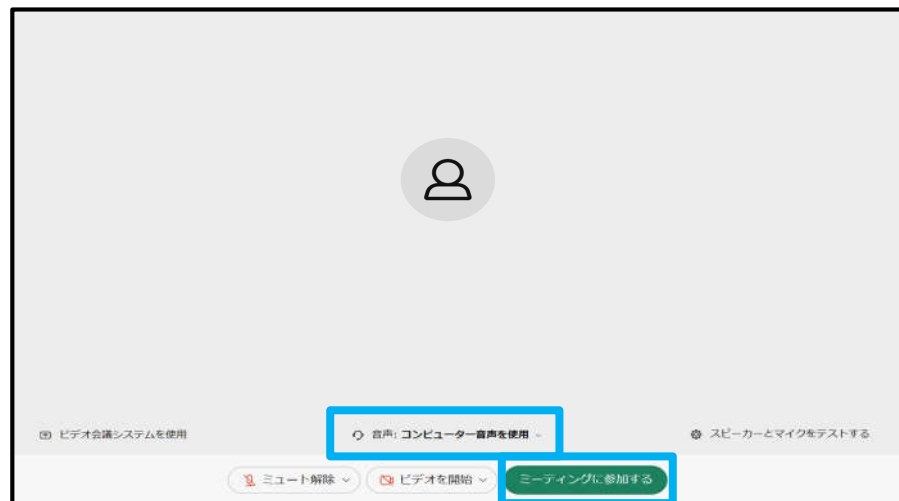 ビデオ会議システムを使用
音声: コンピューター音声を使用
スピーカーとマイクをテストする
ミュート解除
ビデオを開始
ミーティングに参加する